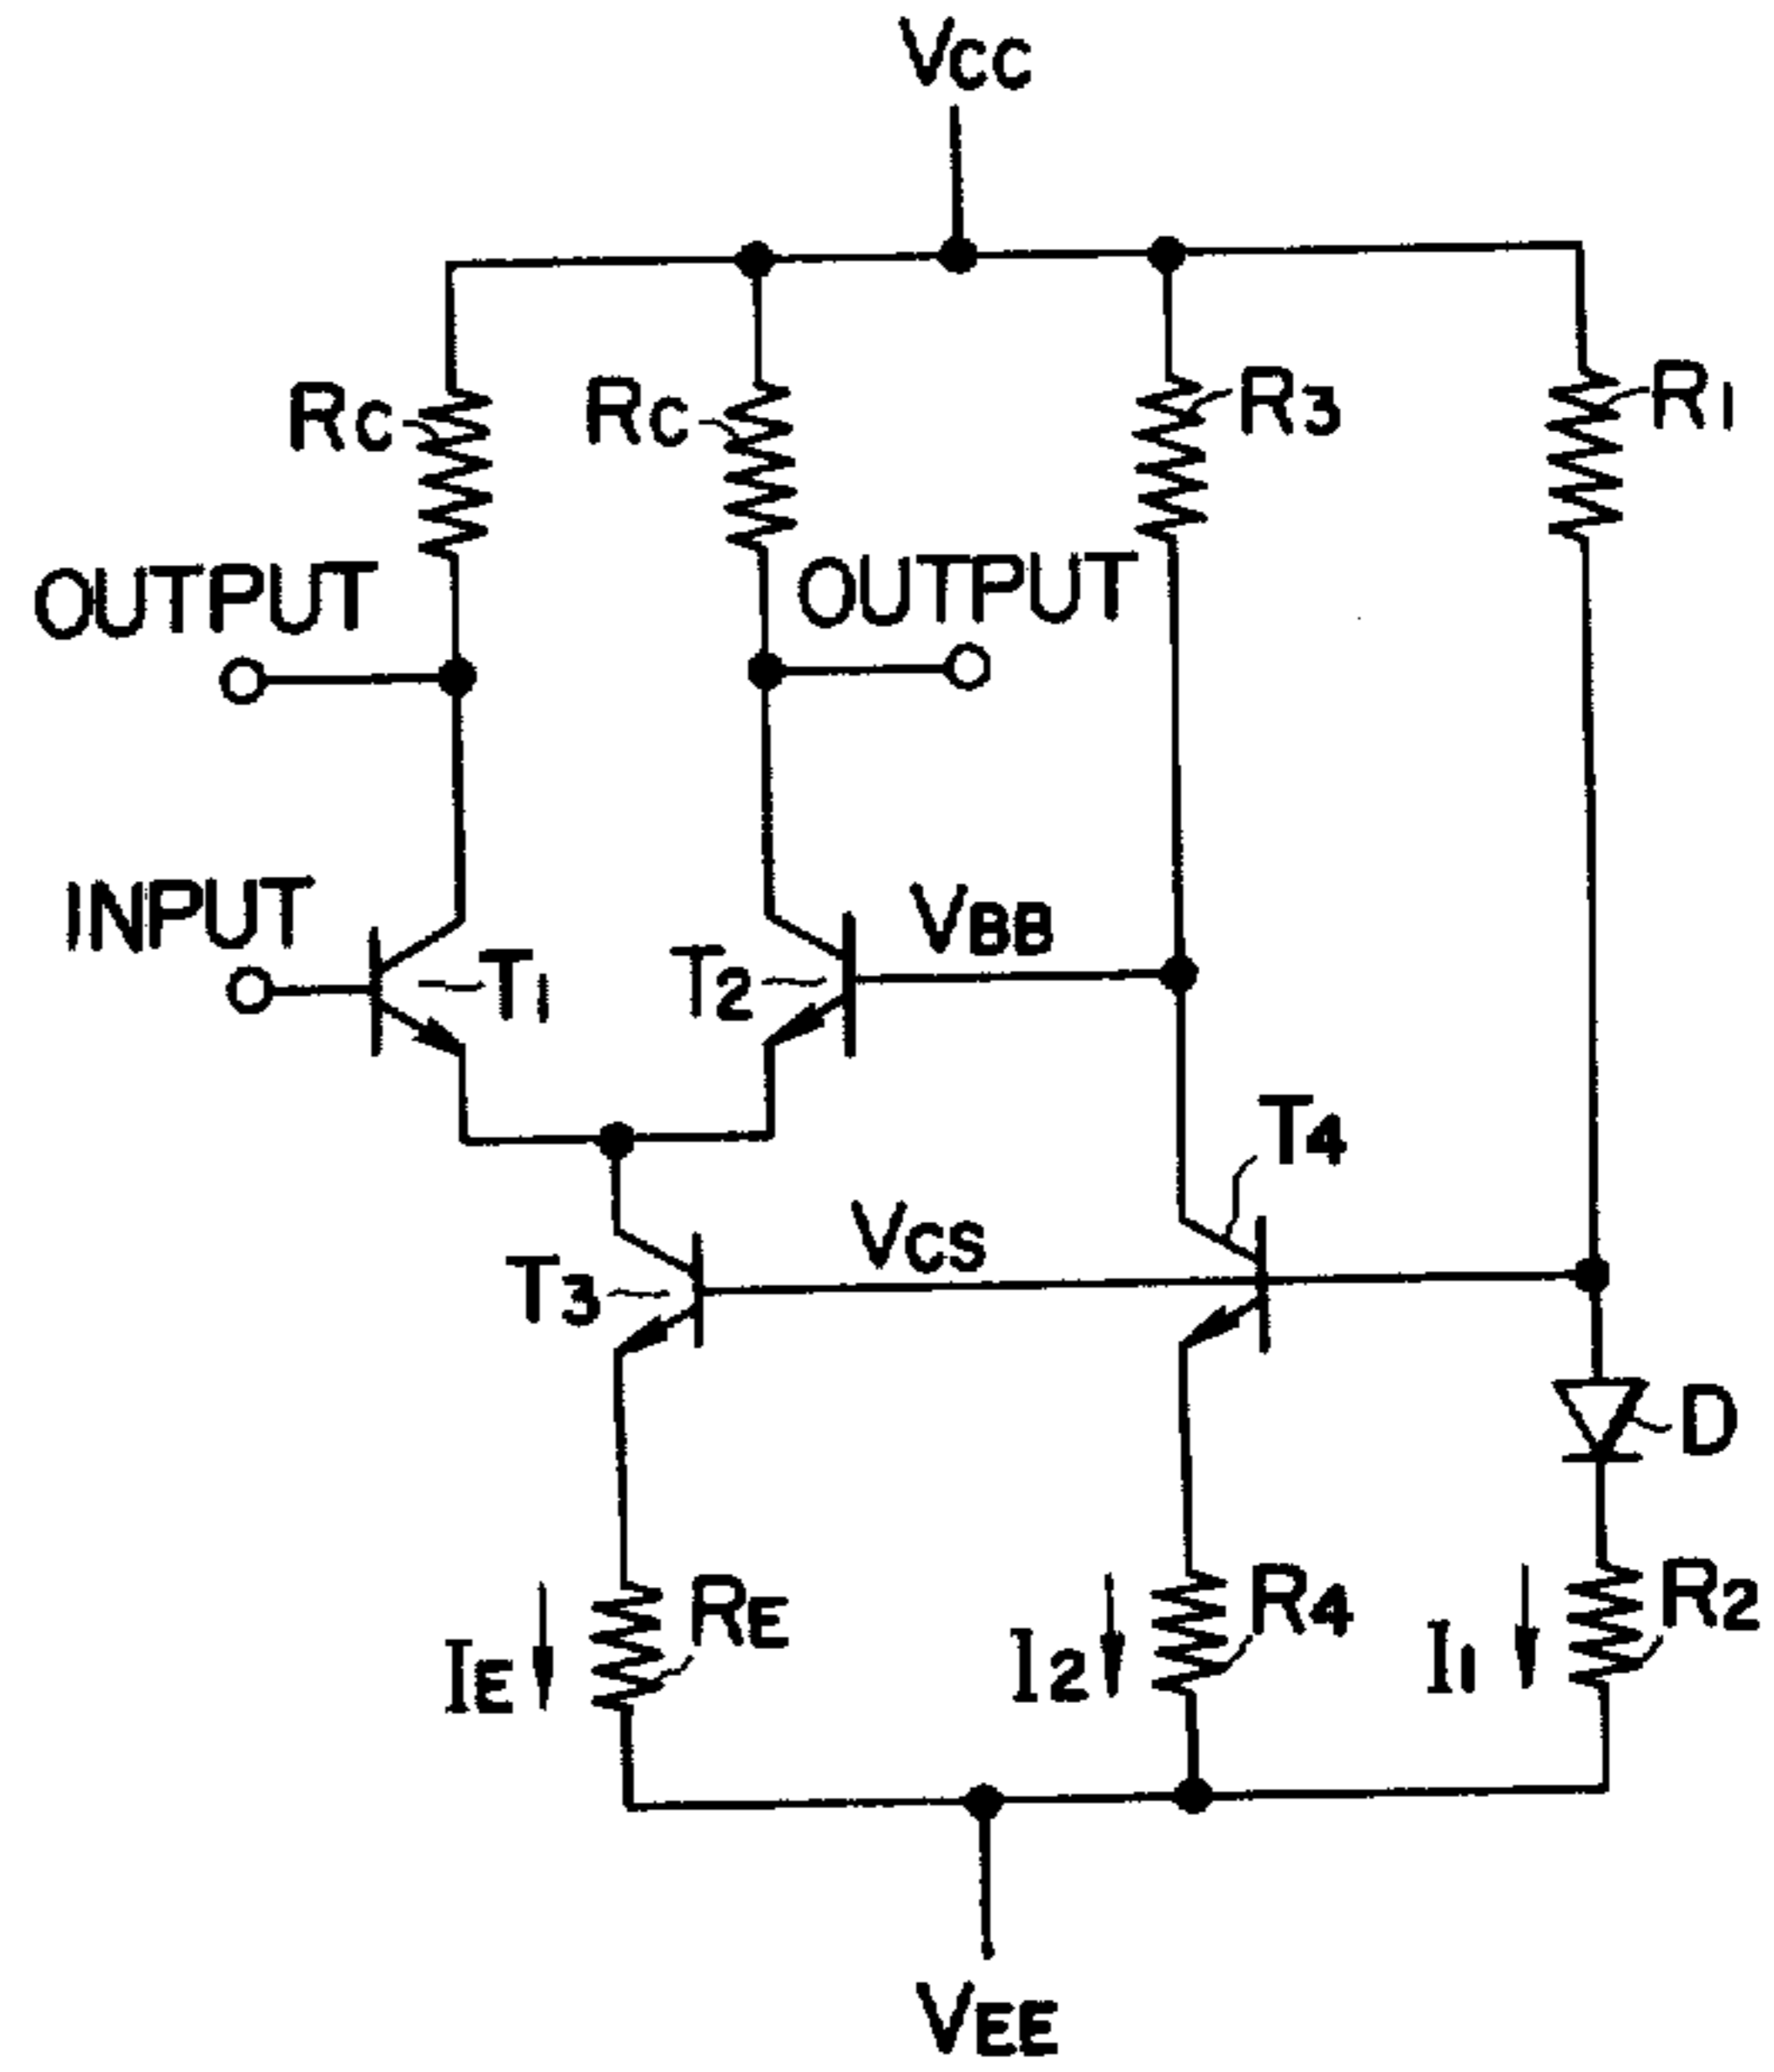 VCC
RC
RC
R3
R1
OUTPUT
OUTPUT
INPUT
T1
T2
VBB
T4
T3
VCS
D
IE
RE
I2
R4
I1
R2
VEE